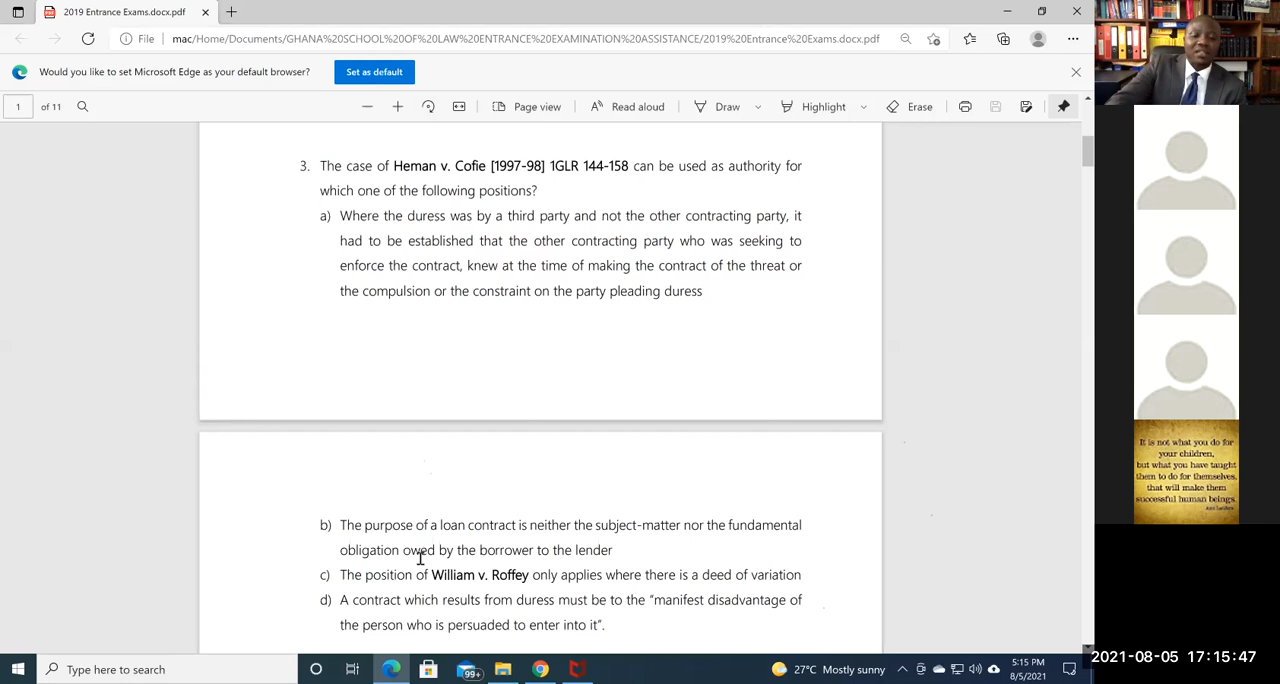 2019 Entrance Exams.docx.pdf
File
mac/Home/Documents/GHANA%20SCHOOL%20OF%20LAW%20ENTRANCE%20EXAMINATION%20ASSISTANCE/2019%20Entrance%20Exams.docx.pdf
Would you like to set Microsoft Edge as your default browser?
Set as default
1 of 11
Page view
Read aloud
Draw
Highlight
Erase
3. The case of Heman v. Cofie [1997-98] 1GLR 144-158 can be used as authority for
which one of the following positions?
a) Where the duress was by a third party and not the other contracting party, it
had to be established that the other contracting party who was seeking to
enforce the contract, knew at the time of making the contract of the threat or
the compulsion or the constraint on the party pleading duress
b) The purpose of a loan contract is neither the subject-matter nor the fundamental
obligation owed by the borrower to the lender
c) The position of William v. Roffey only applies where there is a deed of variation
d) A contract which results from duress must be to the “manifest disadvantage of
the person who is persuaded to enter into it”.
It is not what you do for
your children,
but what you have taught
them to do for themselves,
that will make them
successful human beings.
Type here to search
99+
27°C Mostly sunny
5:15 PM
8/5/2021
2021-08-05 17:15:47